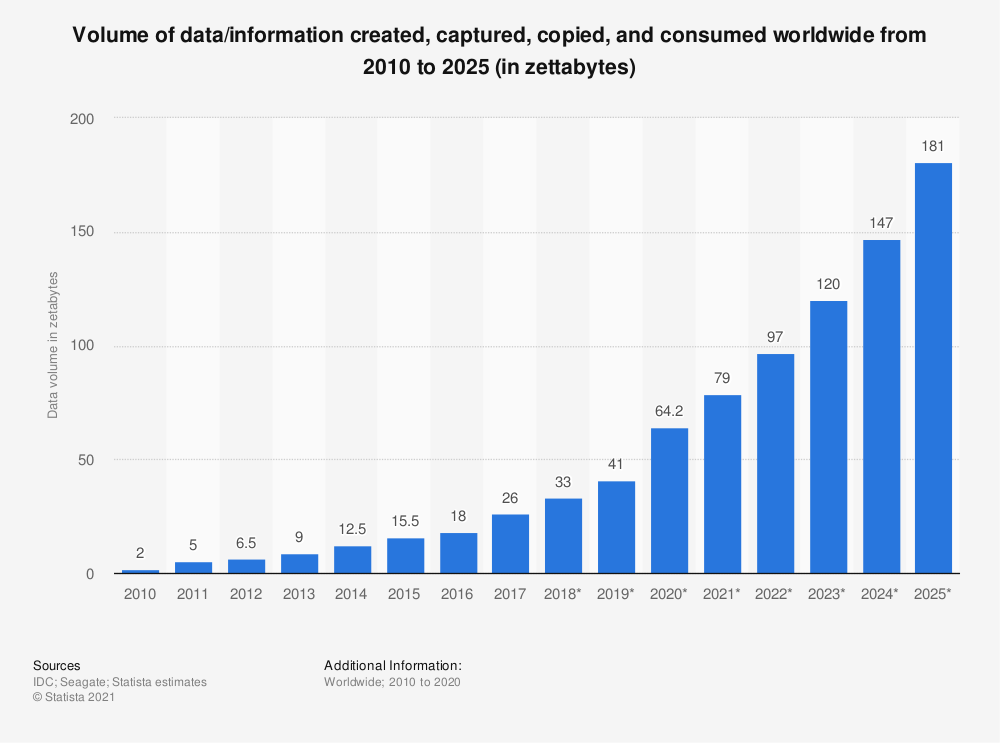 Volume of data/information created, captured, copied, and consumed worldwide from
2010 to 2025 (in zettabytes)
200
150
100
50
0
Data volume in zetabytes
2
5
6.5
9
12.5
15.5
18
26
33
41
64.2
79
97
120
147
181
2010 2011 2012 2013 2014 2015 2016 2017 2018* 2019* 2020* 2021* 2022* 2023* 2024* 2025*
Sources
IDC; Seagate; Statista estimates
© Statista 2021
Additional Information:
Worldwide; 2010 to 2020